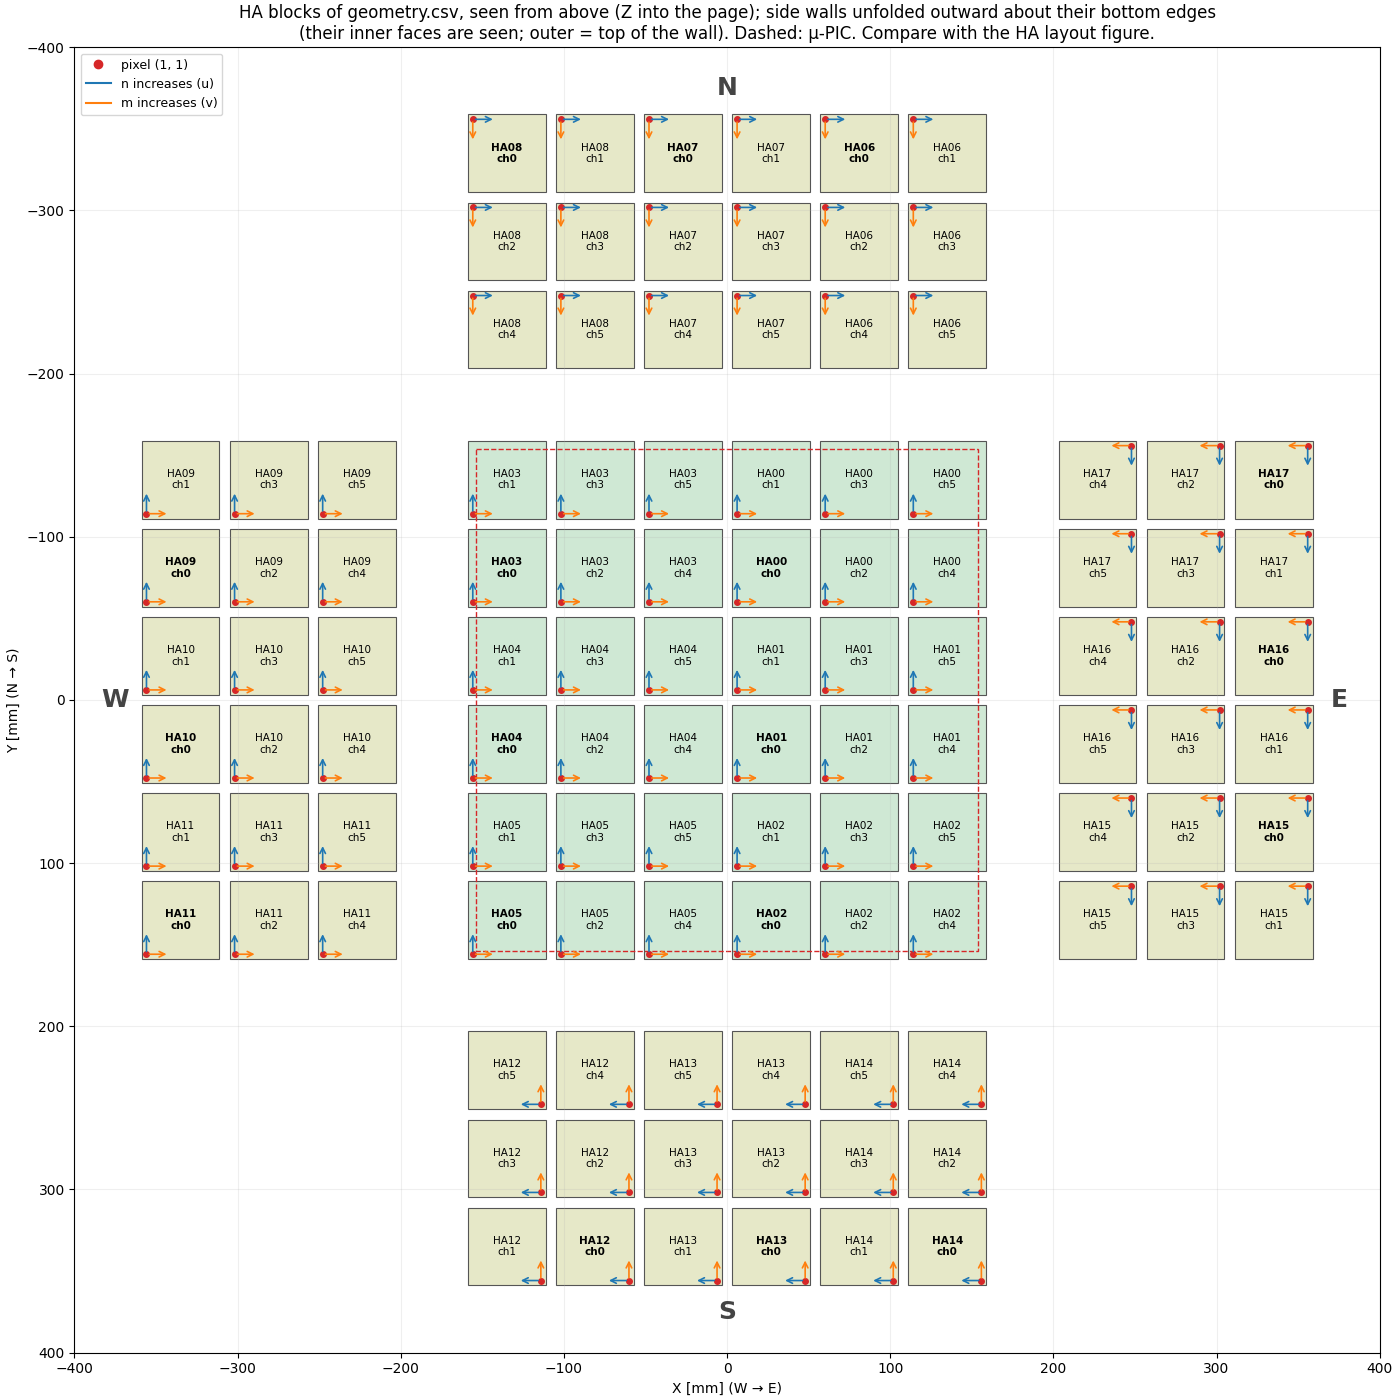 HA blocks of geometry.csv, seen from above (Z into the page); side walls unfolded outward about their bottom edges
(their inner faces are seen; outer = top of the wall). Dashed: μ-PIC. Compare with the HA layout figure.
pixel (1, 1)
n increases (u)
m increases (v)
N
HA08 HA08 HA07 HA07 HA06 HA06
ch0 ch1 ch0 ch1 ch0 ch1
HA08 HA08 HA07 HA07 HA06 HA06
ch2 ch3 ch2 ch3 ch2 ch3
HA08 HA08 HA07 HA07 HA06 HA06
ch4 ch5 ch4 ch5 ch4 ch5
HA09 HA09 HA09 HA03 HA03 HA03 HA00 HA00 HA00 HA17 HA17 HA17
ch1 ch3 ch5 ch1 ch3 ch5 ch1 ch3 ch5 ch4 ch2 ch0
HA09 HA09 HA09 HA03 HA03 HA03 HA00 HA00 HA00 HA17 HA17 HA17
ch0 ch2 ch4 ch0 ch2 ch4 ch0 ch2 ch4 ch5 ch3 ch1
HA10 HA10 HA10 HA04 HA04 HA04 HA01 HA01 HA01 HA16 HA16 HA16
ch1 ch3 ch5 ch1 ch3 ch5 ch1 ch3 ch5 ch4 ch2 ch0
W E
HA10 HA10 HA10 HA04 HA04 HA04 HA01 HA01 HA01 HA16 HA16 HA16
ch0 ch2 ch4 ch0 ch2 ch4 ch0 ch2 ch4 ch5 ch3 ch1
HA11 HA11 HA11 HA05 HA05 HA05 HA02 HA02 HA02 HA15 HA15 HA15
ch1 ch3 ch5 ch1 ch3 ch5 ch1 ch3 ch5 ch4 ch2 ch0
HA11 HA11 HA11 HA05 HA05 HA05 HA02 HA02 HA02 HA15 HA15 HA15
ch0 ch2 ch4 ch0 ch2 ch4 ch0 ch2 ch4 ch5 ch3 ch1
HA12 HA12 HA13 HA13 HA14 HA14
ch5 ch4 ch5 ch4 ch5 ch4
HA12 HA12 HA13 HA13 HA14 HA14
ch3 ch2 ch3 ch2 ch3 ch2
HA12 HA12 HA13 HA13 HA14 HA14
ch1 ch0 ch1 ch0 ch1 ch0
S
−400
−300
−200
−100
0
100
200
300
400
Y [mm] (N → S)
−400 −300 −200 −100 0 100 200 300 400
X [mm] (W → E)